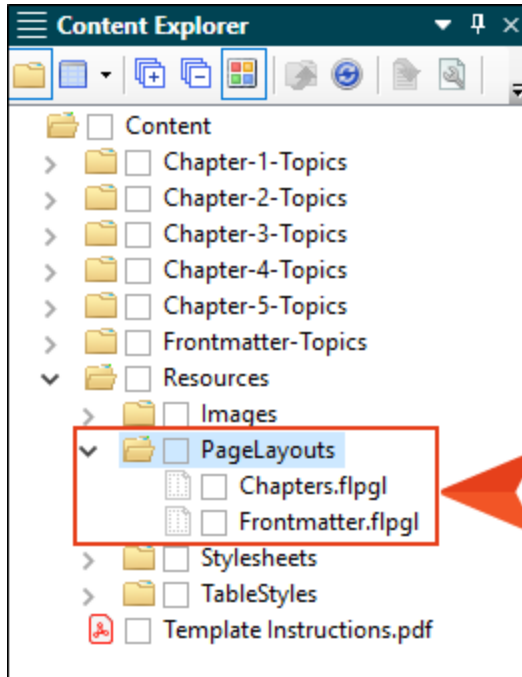 Content Explorer
Content
Chapter-1-Topics
Chapter-2-Topics
Chapter-3-Topics
Chapter-4-Topics
Chapter-5-Topics
Frontmatter-Topics
Resources
Images
PageLayouts
Chapters.flpgl
Frontmatter.flpgl
Stylesheets
TableStyles
Template Instructions.pdf